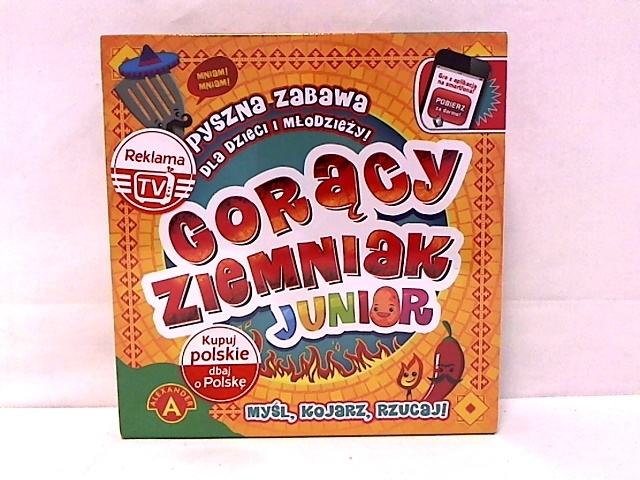 MNIAM!
MNIAM!
PYSZNA ZABAWA
DLA DZIECI I MŁODZIEŻY!
Gra z aplikacją
na smartfona!
POBIERZ
za darmo!
Reklama
TV
GORĄCY
ZIEMNIAK
JUNIOR
Kupuj
polskie
dbaj
o Polskę
ALEXANDER
A
MYŚL, KOJARZ, RZUCAJ!